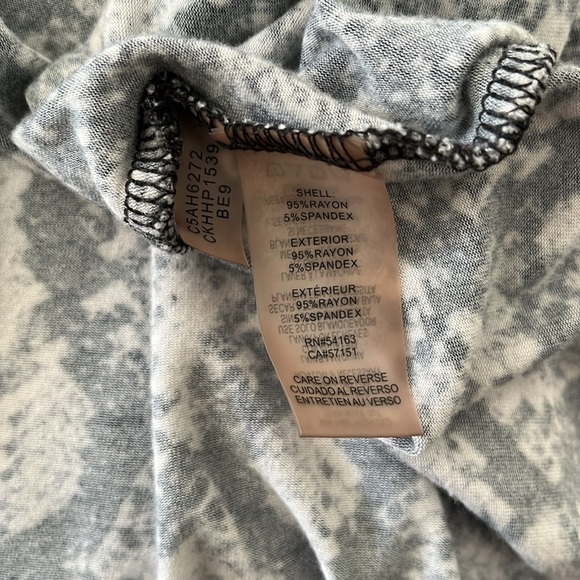 C5AH6272
CKHHP1539
BE9
SHELL:
95%RAYON
5%SPANDEX
EXTERIOR:
95%RAYON
5%SPANDEX
EXTÉRIEUR:
95%RAYON
5%SPANDEX
RN#54163
CA#57151
CARE ON REVERSE
CUIDADO AL REVERSO
ENTRETIEN AU VERSO